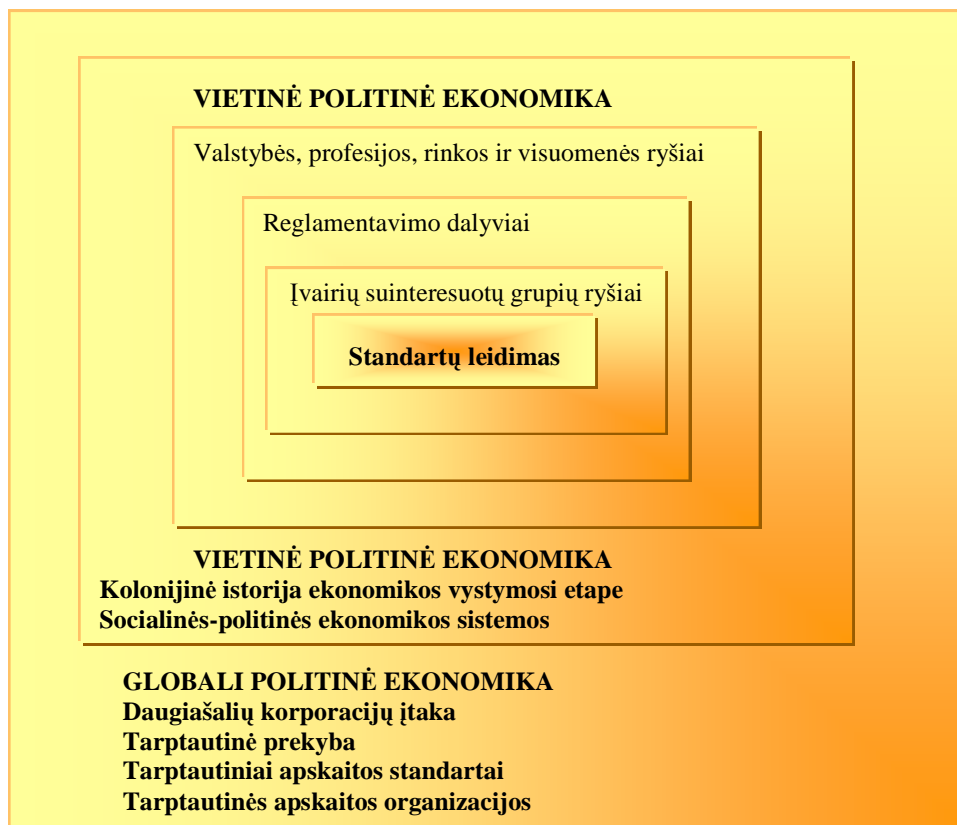 VIETINĖ POLITINĖ EKONOMIKA
Valstybės, profesijos, rinkos ir visuomenės ryšiai
Reglamentavimo dalyviai
Įvairių suinteresuotų grupių ryšiai
Standartų leidimas
VIETINĖ POLITINĖ EKONOMIKA
Kolonijinė istorija ekonomikos vystymosi etape
Socialinės-politinės ekonomikos sistemos
GLOBALI POLITINĖ EKONOMIKA
Daugiašalių korporacijų įtaka
Tarptautinė prekyba
Tarptautiniai apskaitos standartai
Tarptautinės apskaitos organizacijos